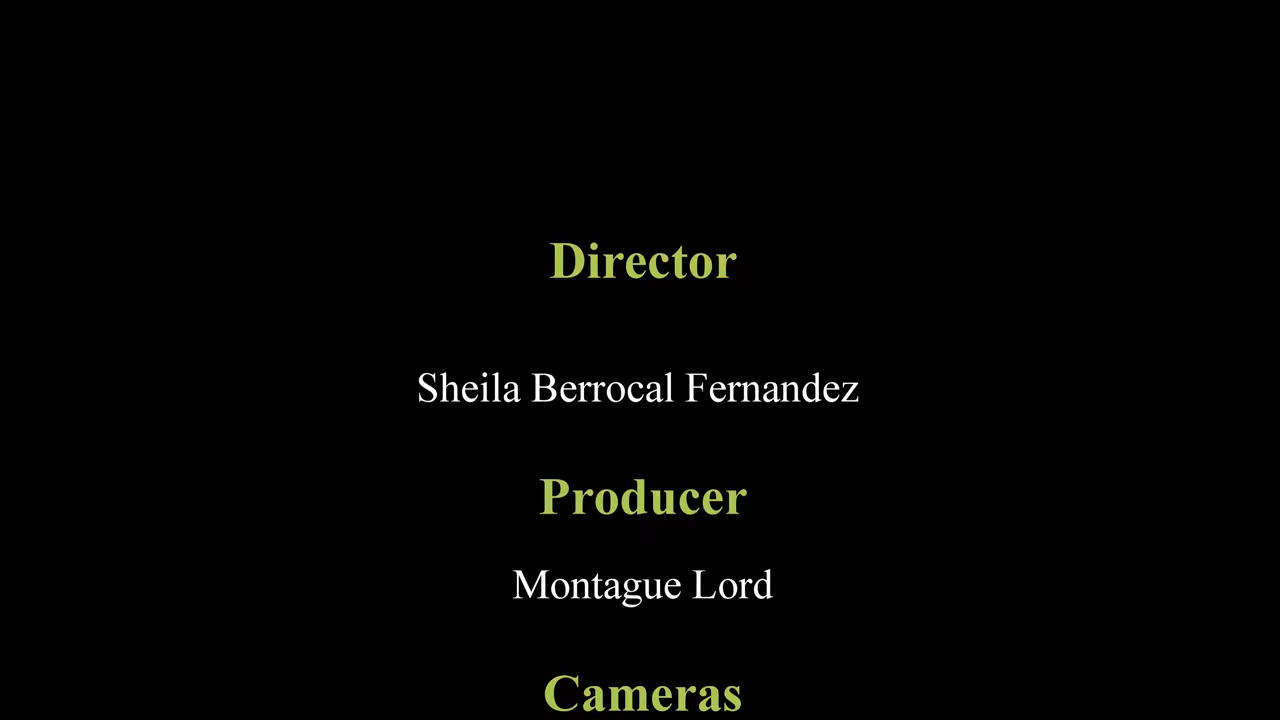 Director
Sheila Berrocal Fernandez
Producer
Montague Lord
Cameras